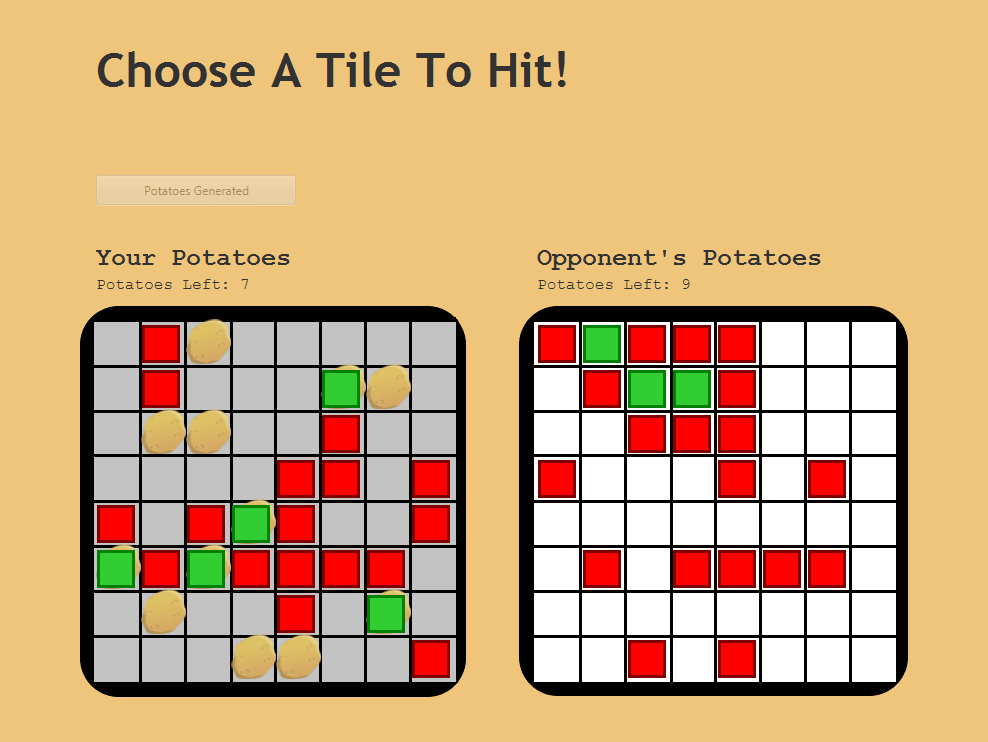 Choose A Tile To Hit!
Potatoes Generated
Your Potatoes
Potatoes Left: 7
Opponent's Potatoes
Potatoes Left: 9